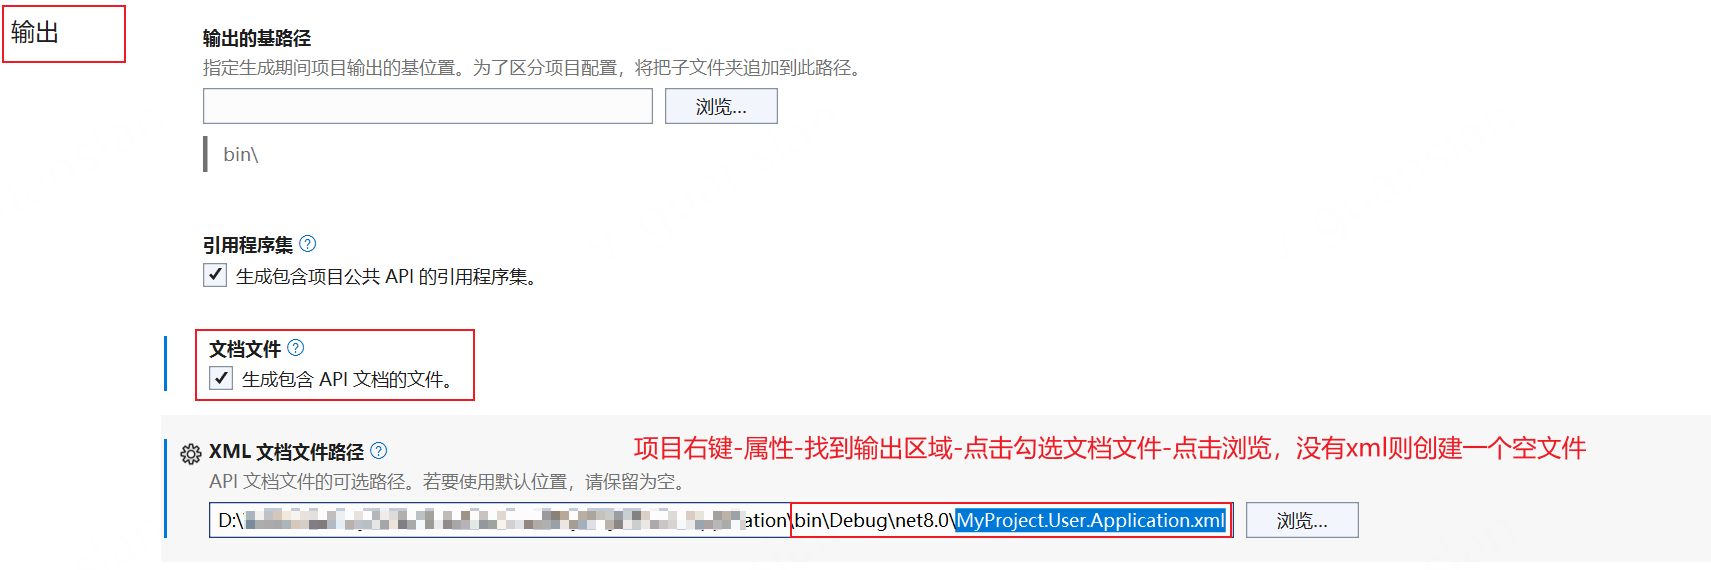 输出
输出的基路径
指定生成期间项目输出的基位置。为了区分项目配置，将把子文件夹追加到此路径。
浏览...
bin\
引用程序集
生成包含项目公共 API 的引用程序集。
文档文件
生成包含 API 文档的文件。
XML 文档文件路径
项目右键-属性-找到输出区域-点击勾选文档文件-点击浏览，没有xml则创建一个空文件
API 文档文件的可选路径。若要使用默认位置，请保留为空。
D:\ ation\bin\Debug\net8.0\MyProject.User.Application.xml
浏览...